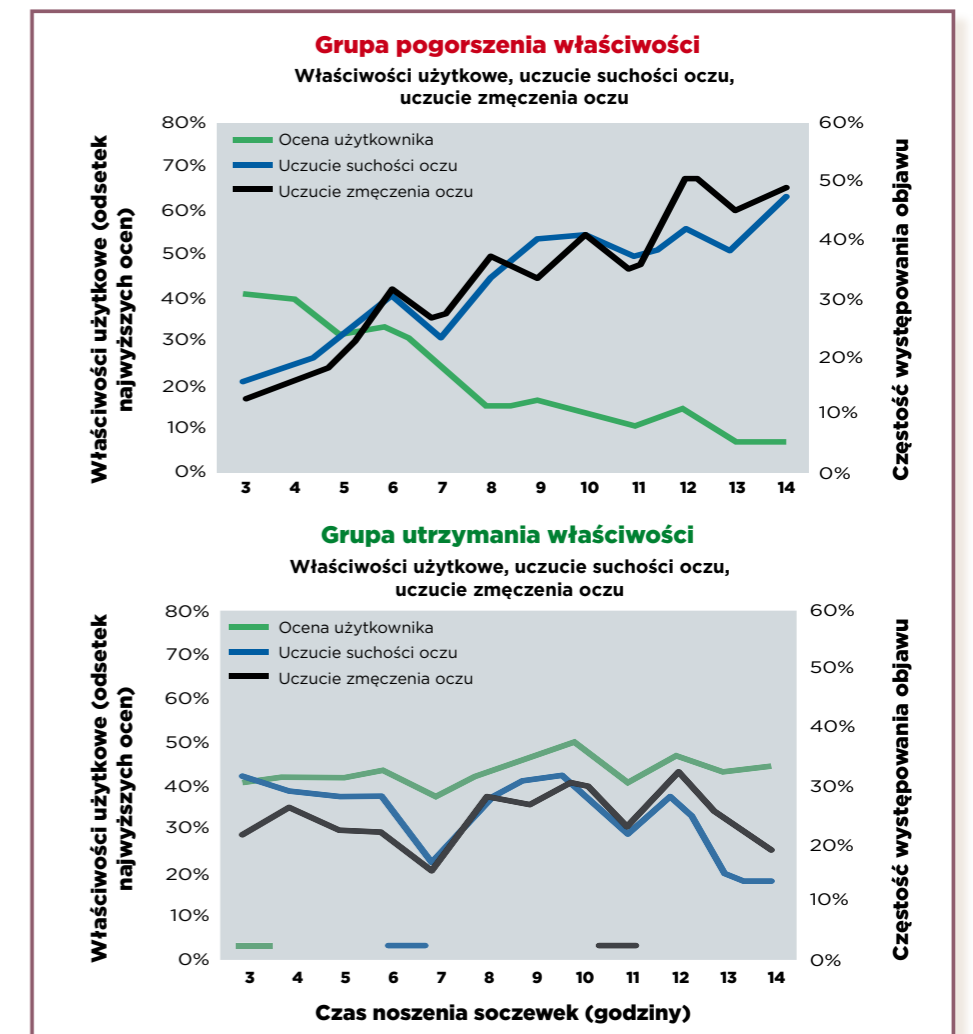 Grupa pogorszenia właściwości
Właściwości użytkowe, uczucie suchości oczu,
uczucie zmęczenia oczu
Właściwości użytkowe (odsetek
najwyższych ocen)
80%
70%
60%
50%
40%
30%
20%
10%
0%
Ocena użytkownika
Uczucie suchości oczu
Uczucie zmęczenia oczu
60%
50%
40%
30%
20%
10%
0%
Częstość występowania objawu
3 4 5 6 7 8 9 10 11 12 13 14
Grupa utrzymania właściwości
Właściwości użytkowe, uczucie suchości oczu,
uczucie zmęczenia oczu
Właściwości użytkowe (odsetek
najwyższych ocen)
80%
70%
60%
50%
40%
30%
20%
10%
0%
Ocena użytkownika
Uczucie suchości oczu
Uczucie zmęczenia oczu
60%
50%
40%
30%
20%
10%
0%
Częstość występowania objawu
3 4 5 6 7 8 9 10 11 12 13 14
Czas noszenia soczewek (godziny)